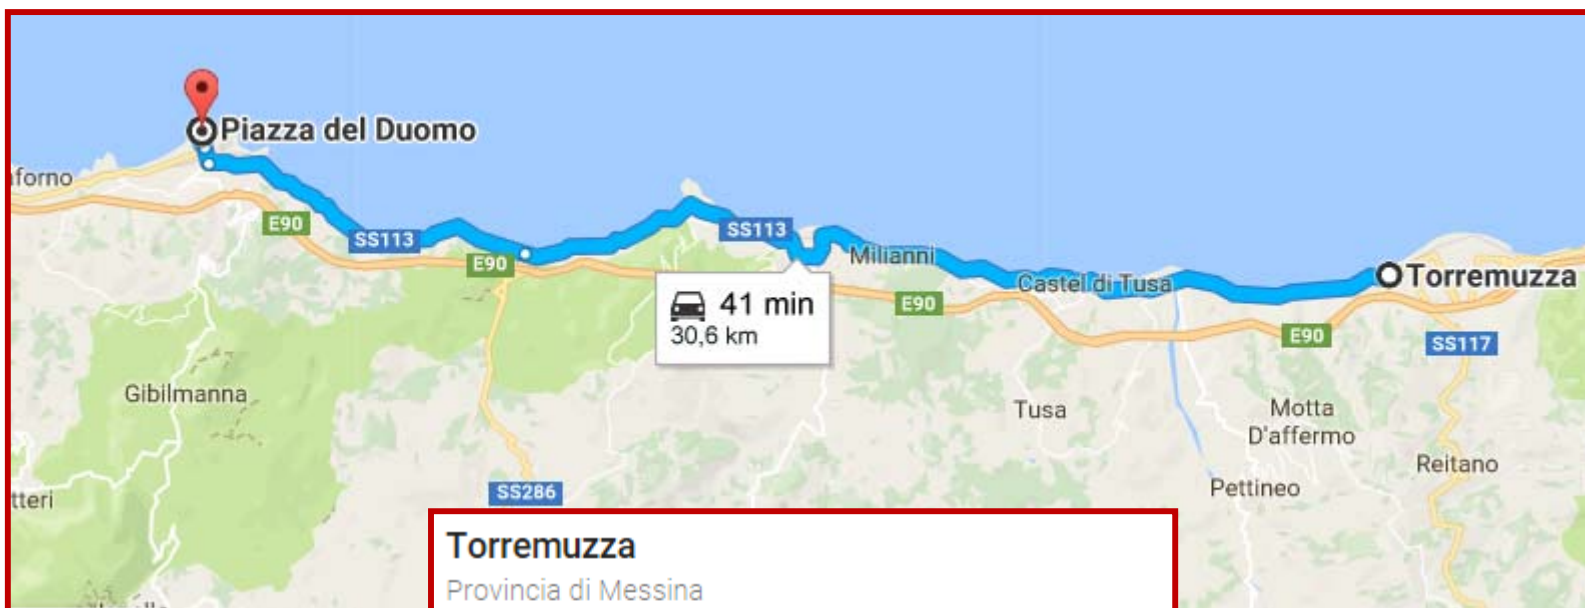 Piazza del Duomo
forno
E90
SS113
SS113
E90
Milianni
Torremuzza
Castel di Tusa
41 min
E90
30,6 km
E90
SS117
Gibilmanna
Tusa
Motta
D'affermo
Reitano
tteri
SS286
Pettineo
Torremuzza
Provincia di Messina